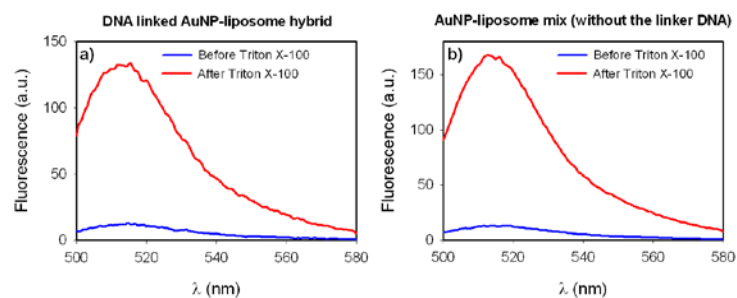 DNA linked AuNP-liposome hybrid
a)
Before Triton X-100
After Triton X-100
Fluorescence (a.u.)
150
100
50
0
500 520 540 560 580
λ (nm)
AuNP-liposome mix (without the linker DNA)
b)
Before Triton X-100
After Triton X-100
Fluorescence (a.u.)
150
100
50
0
500 520 540 560 580
λ (nm)